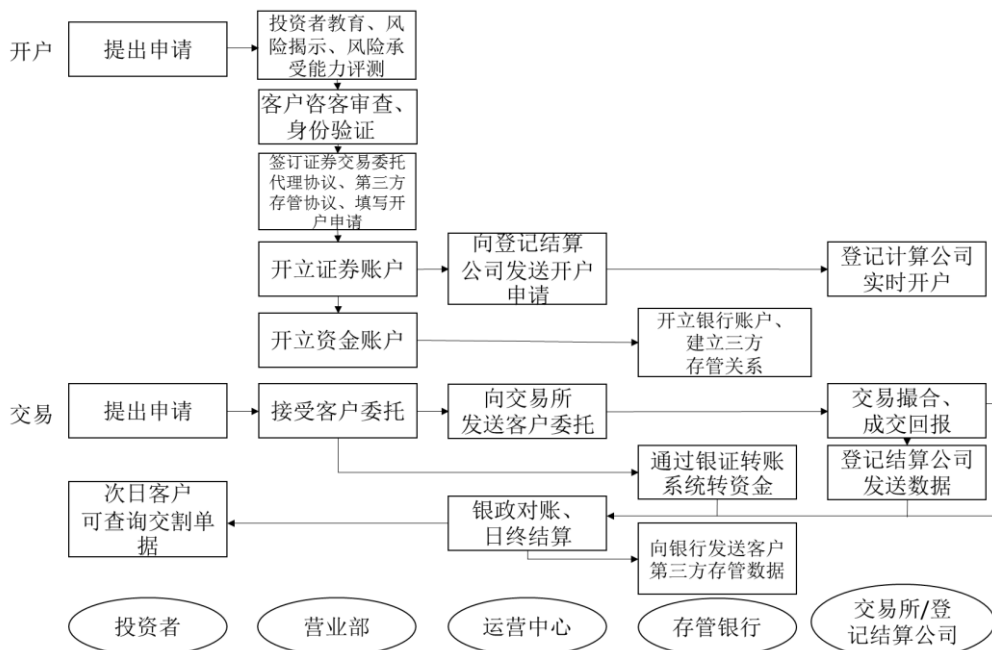 开户
提出申请
投资者教育、风
险揭示、风险承
受能力评测
客户咨客审查、
身份验证
签订证券交易委托
代理协议、第三方
存管协议、填写开
户申请
开立证券账户
向登记结算
公司发送开户
申请
登记计算公司
实时开户
开立资金账户
开立银行账户、
建立三方
存管关系
交易
提出申请
接受客户委托
向交易所
发送客户委托
交易撮合、
成交回报
通过银证转账
系统转资金
登记结算公司
发送数据
次日客户
可查询交割单
据
银政对账、
日终结算
向银行发送客户
第三方存管数据
投资者
营业部
运营中心
存管银行
交易所/登
记结算公司